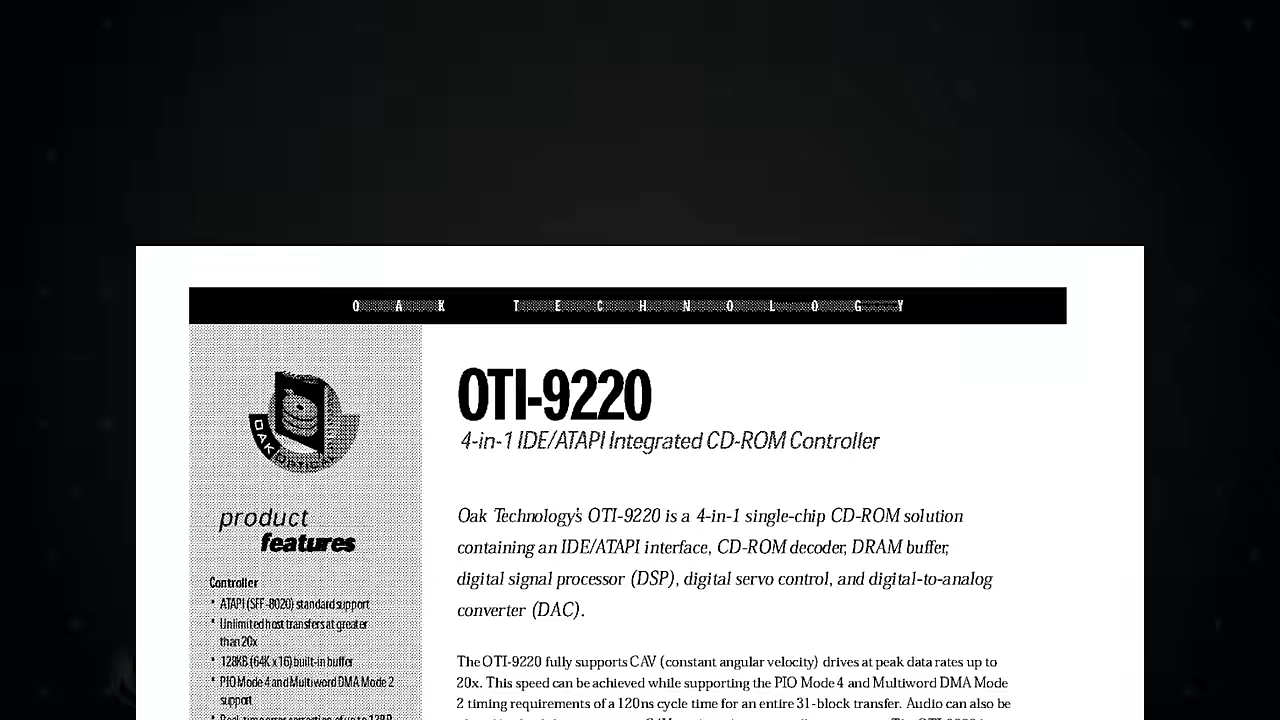 OAK TECHNOLOGY
OAK
OTI-9220
4-in-1 IDE/ATAPI Integrated CD-ROM Controller
product
features
Controller
• ATAPI (SFF-8020) standard support
• Unlimited host transfers at greater
than 20x
• 128KB (64K x 16) built-in buffer
• PIO Mode 4 and Multiword DMA Mode 2
support
Oak Technology's OTI-9220 is a 4-in-1 single-chip CD-ROM solution
containing an IDE/ATAPI interface, CD-ROM decoder, DRAM buffer,
digital signal processor (DSP), digital servo control, and digital-to-analog
converter (DAC).
The OTI-9220 fully supports CAV (constant angular velocity) drives at peak data rates up to
20x. This speed can be achieved while supporting the PIO Mode 4 and Multiword DMA Mode
2 timing requirements of a 120ns cycle time for an entire 31-block transfer. Audio can also be